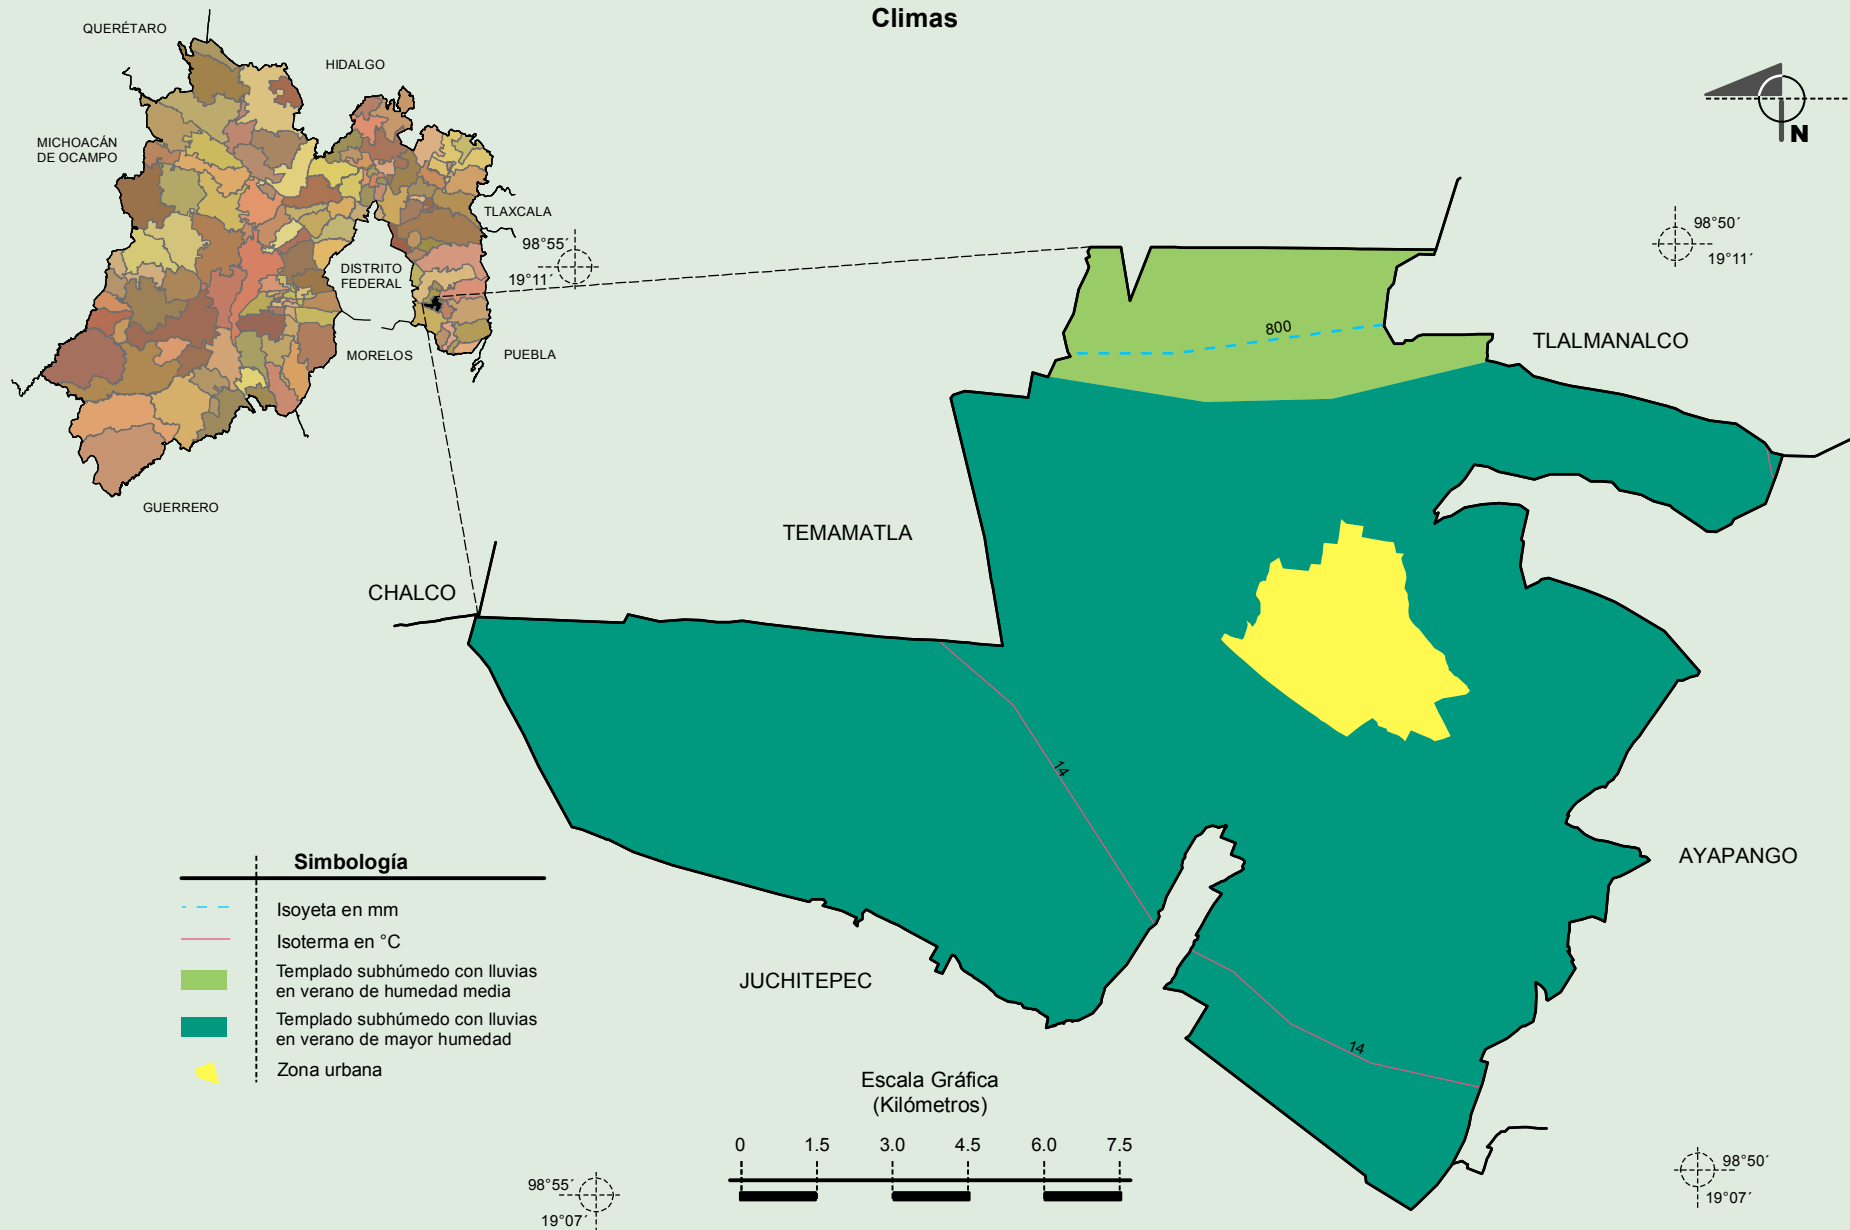 Climas
QUERÉTARO
HIDALGO
MICHOACÁN
DE OCAMPO
TLAXCALA
DISTRITO
FEDERAL
MORELOS
PUEBLA
GUERRERO
N
98°55´
19°11´
98°50´
19°11´
800
TLALMANALCO
TEMAMATLA
CHALCO
14
AYAPANGO
JUCHITEPEC
14
Simbología
Isoyeta en mm
Isoterma en °C
Templado subhúmedo con lluvias
en verano de humedad media
Templado subhúmedo con lluvias
en verano de mayor humedad
Zona urbana
Escala Gráfica
(Kilómetros)
0 1.5 3.0 4.5 6.0 7.5
98°55´
19°07´
98°50´
19°07´